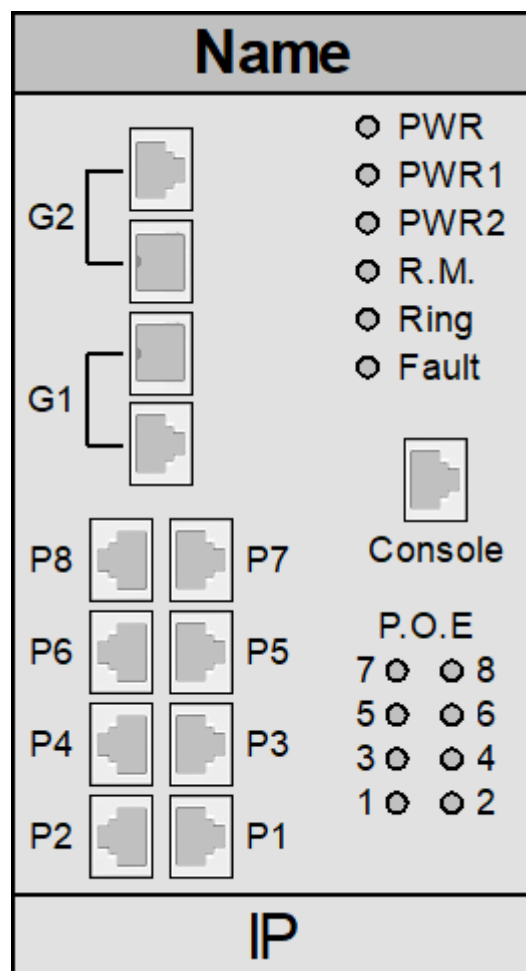 Name
G2
G1
PWR
PWR1
PWR2
R.M.
Ring
Fault
Console
P8 P7
P6 P5
P4 P3
P2 P1
P.O.E
7 8
5 6
3 4
1 2
IP